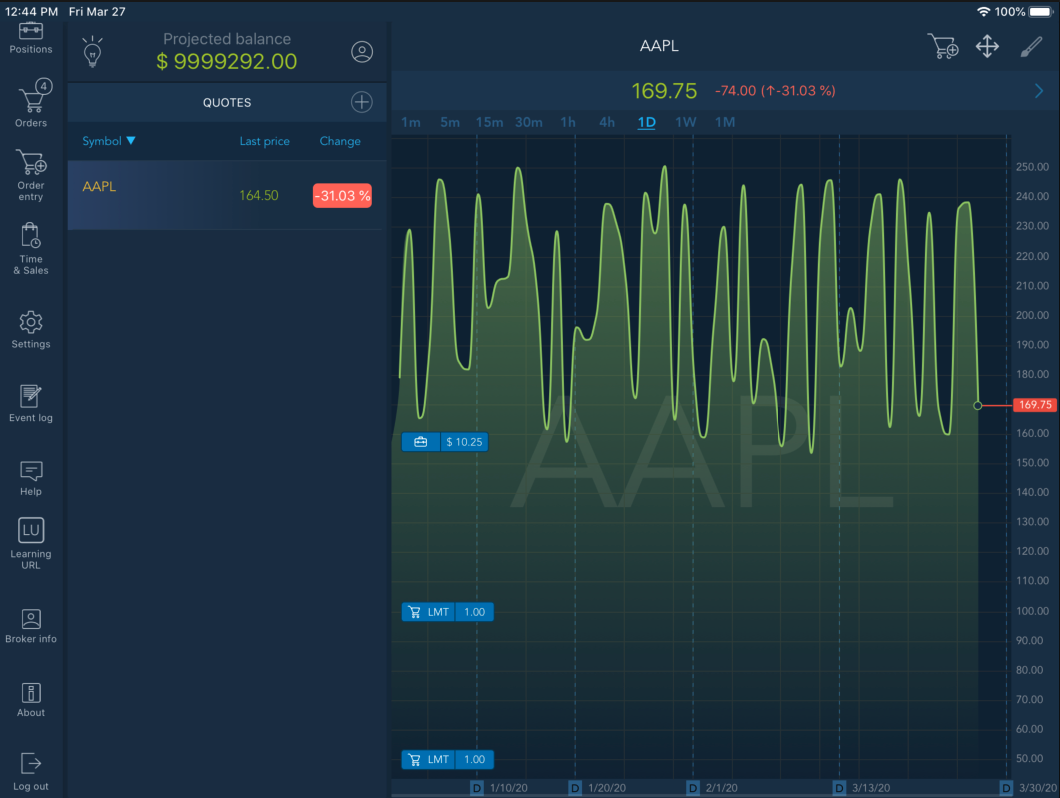 12:44 PM Fri Mar 27
100%
Positions
4
Orders
Order
entry
Time
& Sales
Settings
Event log
Help
LU
Learning
URL
Broker info
About
Log out
Projected balance
$ 9999292.00
QUOTES
Symbol ▼ Last price Change
AAPL 164.50 -31.03 %
AAPL
169.75 -74.00 (↑-31.03 %)
1m 5m 15m 30m 1h 4h 1D 1W 1M
AAPL
$ 10.25
LMT 1.00
LMT 1.00
250.00
240.00
230.00
220.00
210.00
200.00
190.00
180.00
169.75
160.00
150.00
140.00
130.00
120.00
110.00
100.00
90.00
80.00
70.00
60.00
50.00
D 1/10/20 D 1/20/20 D 2/1/20 D 3/13/20 D 3/30/20